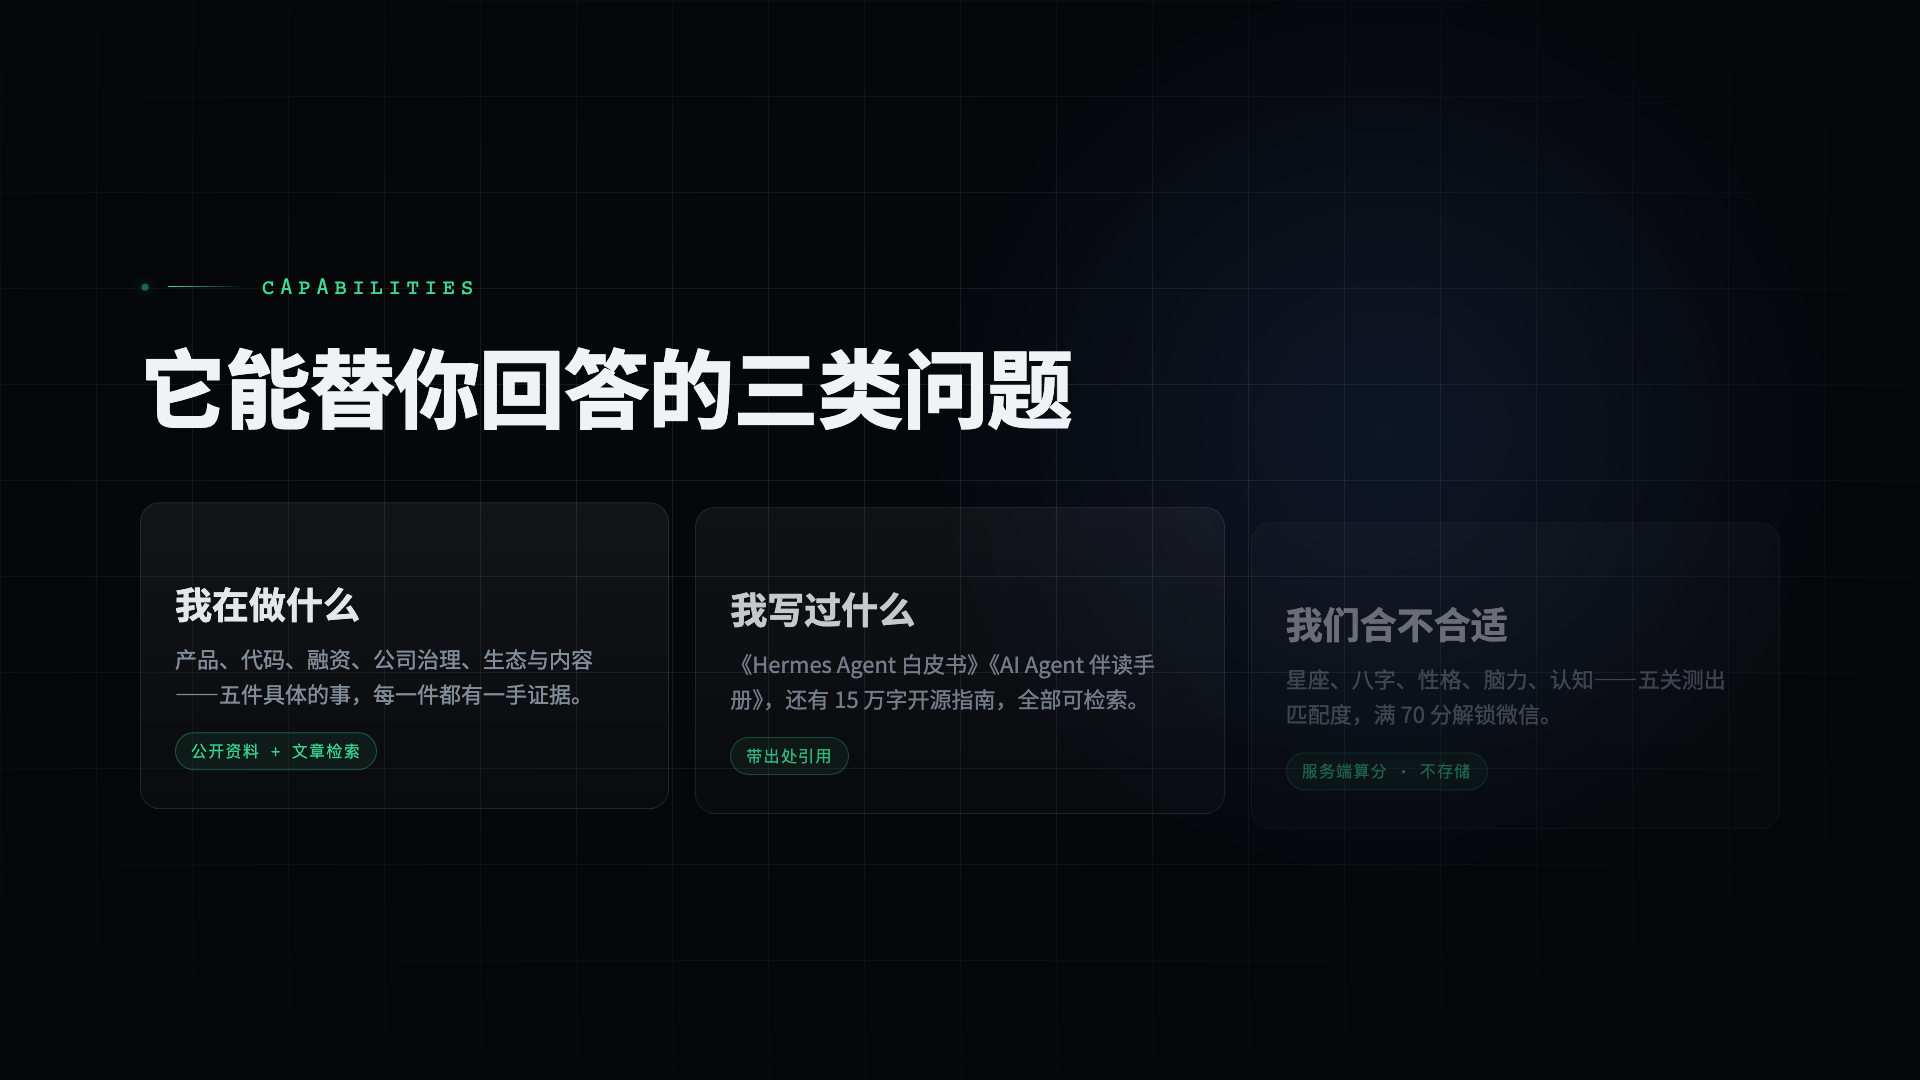 CAPABILITIES
它能替你回答的三类问题
我在做什么
产品、代码、融资、公司治理、生态与内容
——五件具体的事，每一件都有一手证据。
公开资料 + 文章检索
我写过什么
《Hermes Agent 白皮书》《AI Agent 伴读手
册》，还有 15 万字开源指南，全部可检索。
带出处引用
我们合不合适
星座、八字、性格、脑力、认知——五关测出
匹配度，满 70 分解锁微信。
服务端算分 · 不存储